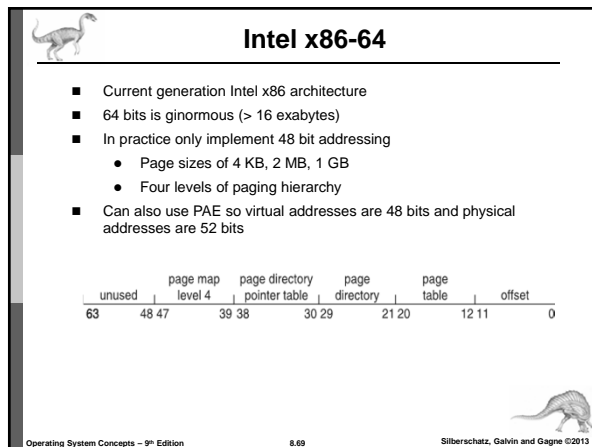 Intel x86-64
■ Current generation Intel x86 architecture
■ 64 bits is ginormous (> 16 exabytes)
■ In practice only implement 48 bit addressing
● Page sizes of 4 KB, 2 MB, 1 GB
● Four levels of paging hierarchy
■ Can also use PAE so virtual addresses are 48 bits and physical
addresses are 52 bits
page map page directory page page
unused level 4 pointer table directory table offset
63 48 47 39 38 30 29 21 20 12 11 0
Operating System Concepts – 9th Edition 8.69 Silberschatz, Galvin and Gagne ©2013